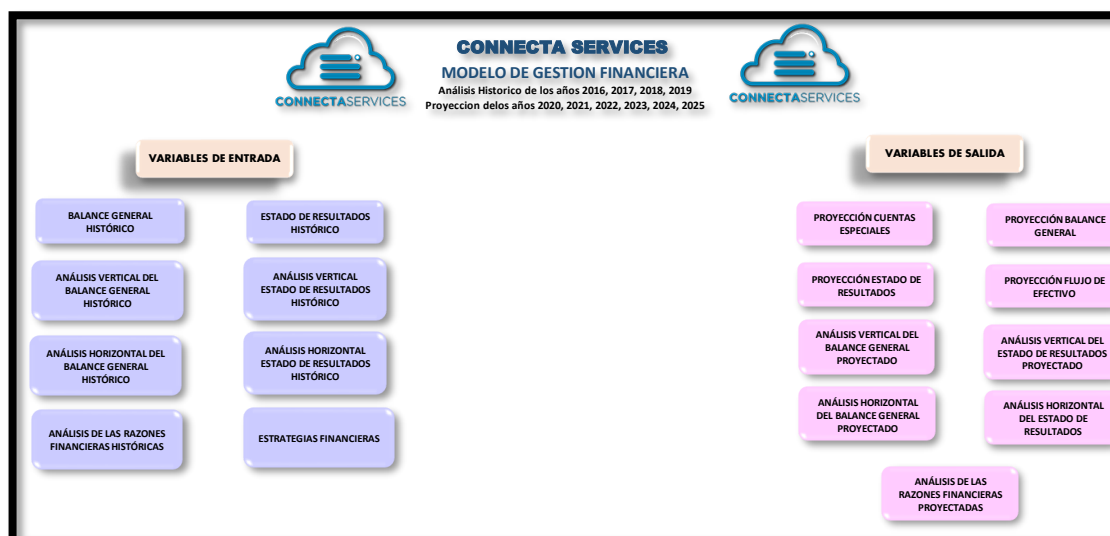 CONNECTA SERVICES
MODELO DE GESTION FINANCIERA
Análisis Historico de los años 2016, 2017, 2018, 2019
Proyeccion delos años 2020, 2021, 2022, 2023, 2024, 2025
CONNECTASERVICES
CONNECTASERVICES
VARIABLES DE ENTRADA
BALANCE GENERAL
HISTÓRICO
ESTADO DE RESULTADOS
HISTÓRICO
ANÁLISIS VERTICAL DEL
BALANCE GENERAL
HISTÓRICO
ANÁLISIS VERTICAL
ESTADO DE RESULTADOS
HISTÓRICO
ANÁLISIS HORIZONTAL DEL
BALANCE GENERAL
HISTÓRICO
ANÁLISIS HORIZONTAL
ESTADO DE RESULTADOS
HISTÓRICO
ANÁLISIS DE LAS RAZONES
FINANCIERAS HISTÓRICAS
ESTRATEGIAS FINANCIERAS
VARIABLES DE SALIDA
PROYECCIÓN CUENTAS
ESPECIALES
PROYECCIÓN BALANCE
GENERAL
PROYECCIÓN ESTADO DE
RESULTADOS
PROYECCIÓN FLUJO DE
EFECTIVO
ANÁLISIS VERTICAL DEL
BALANCE GENERAL
PROYECTADO
ANÁLISIS VERTICAL DEL
ESTADO DE RESULTADOS
PROYECTADO
ANÁLISIS HORIZONTAL
DEL BALANCE GENERAL
PROYECTADO
ANÁLISIS HORIZONTAL
DEL ESTADO DE
RESULTADOS
ANÁLISIS DE LAS
RAZONES FINANCIERAS
PROYECTADAS